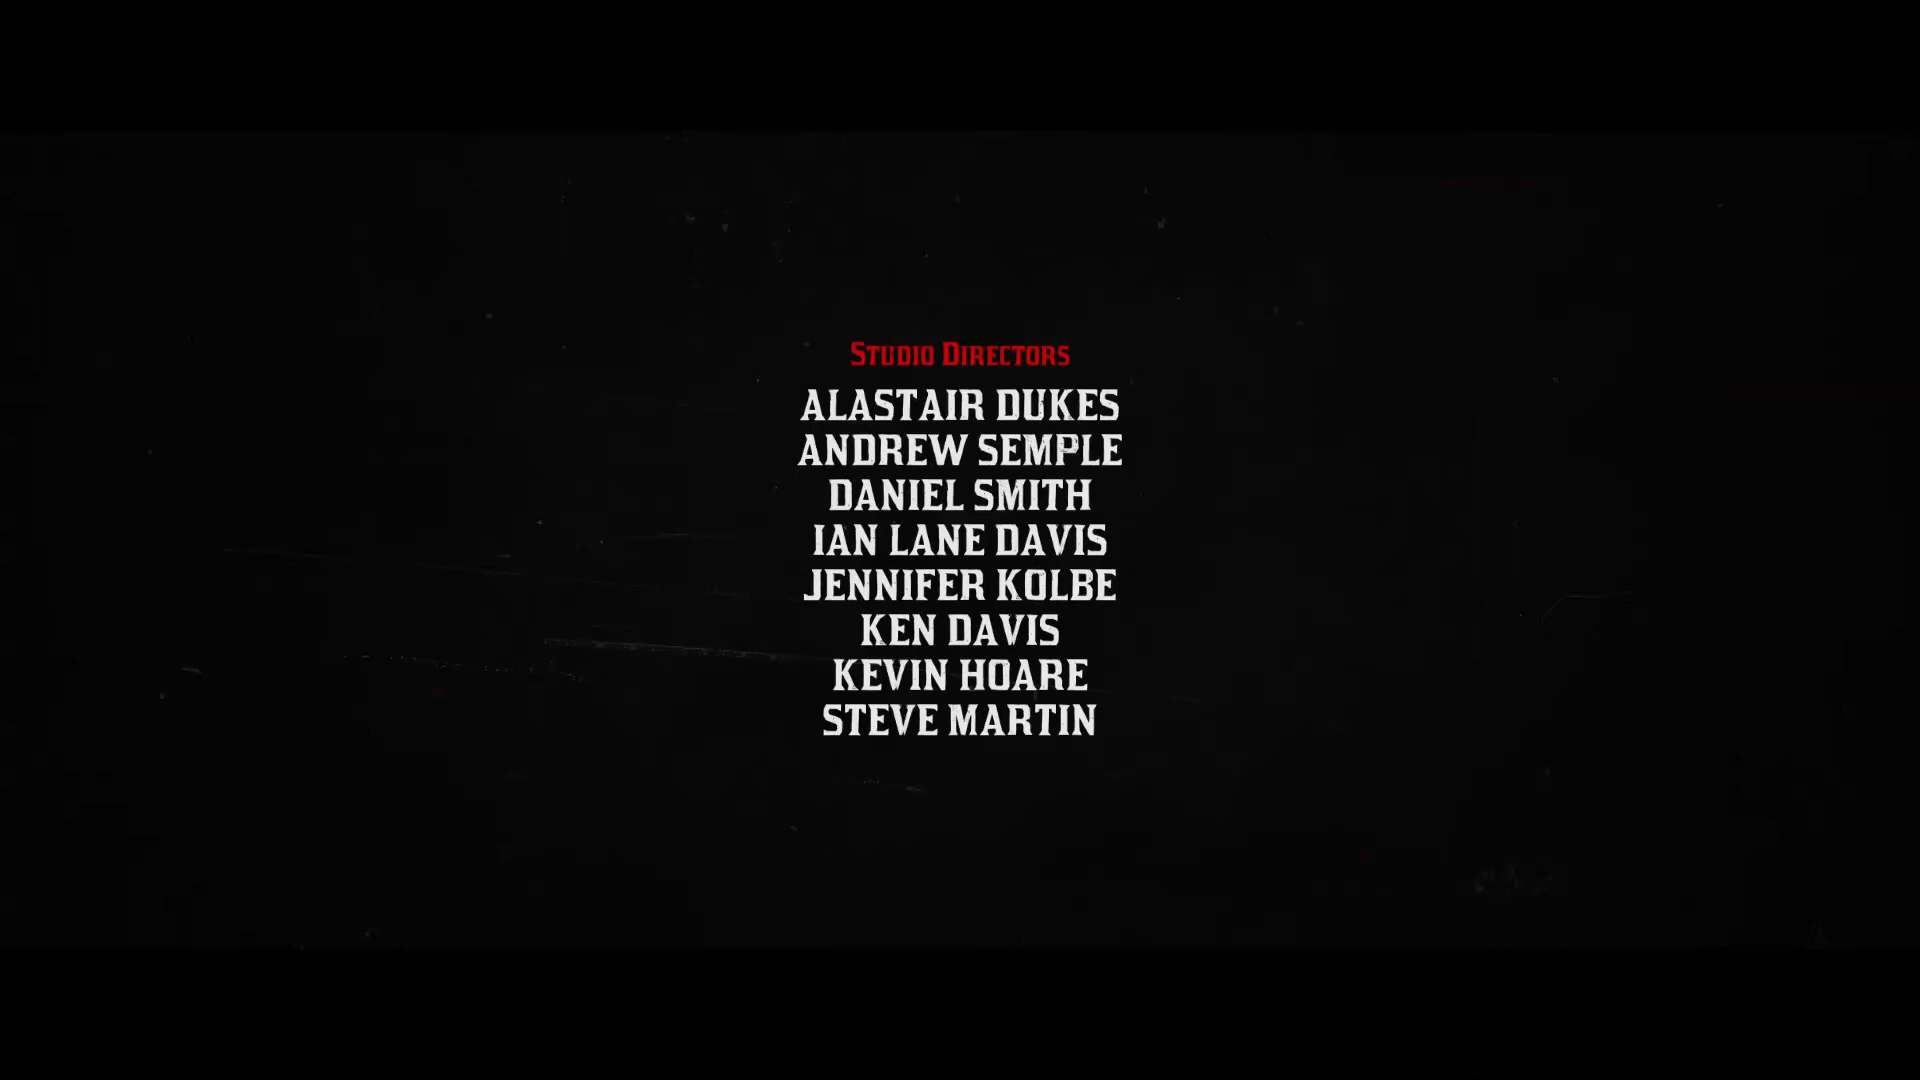 Studio Directors
ALASTAIR DUKES
ANDREW SEMPLE
DANIEL SMITH
IAN LANE DAVIS
JENNIFER KOLBE
KEN DAVIS
KEVIN HOARE
STEVE MARTIN